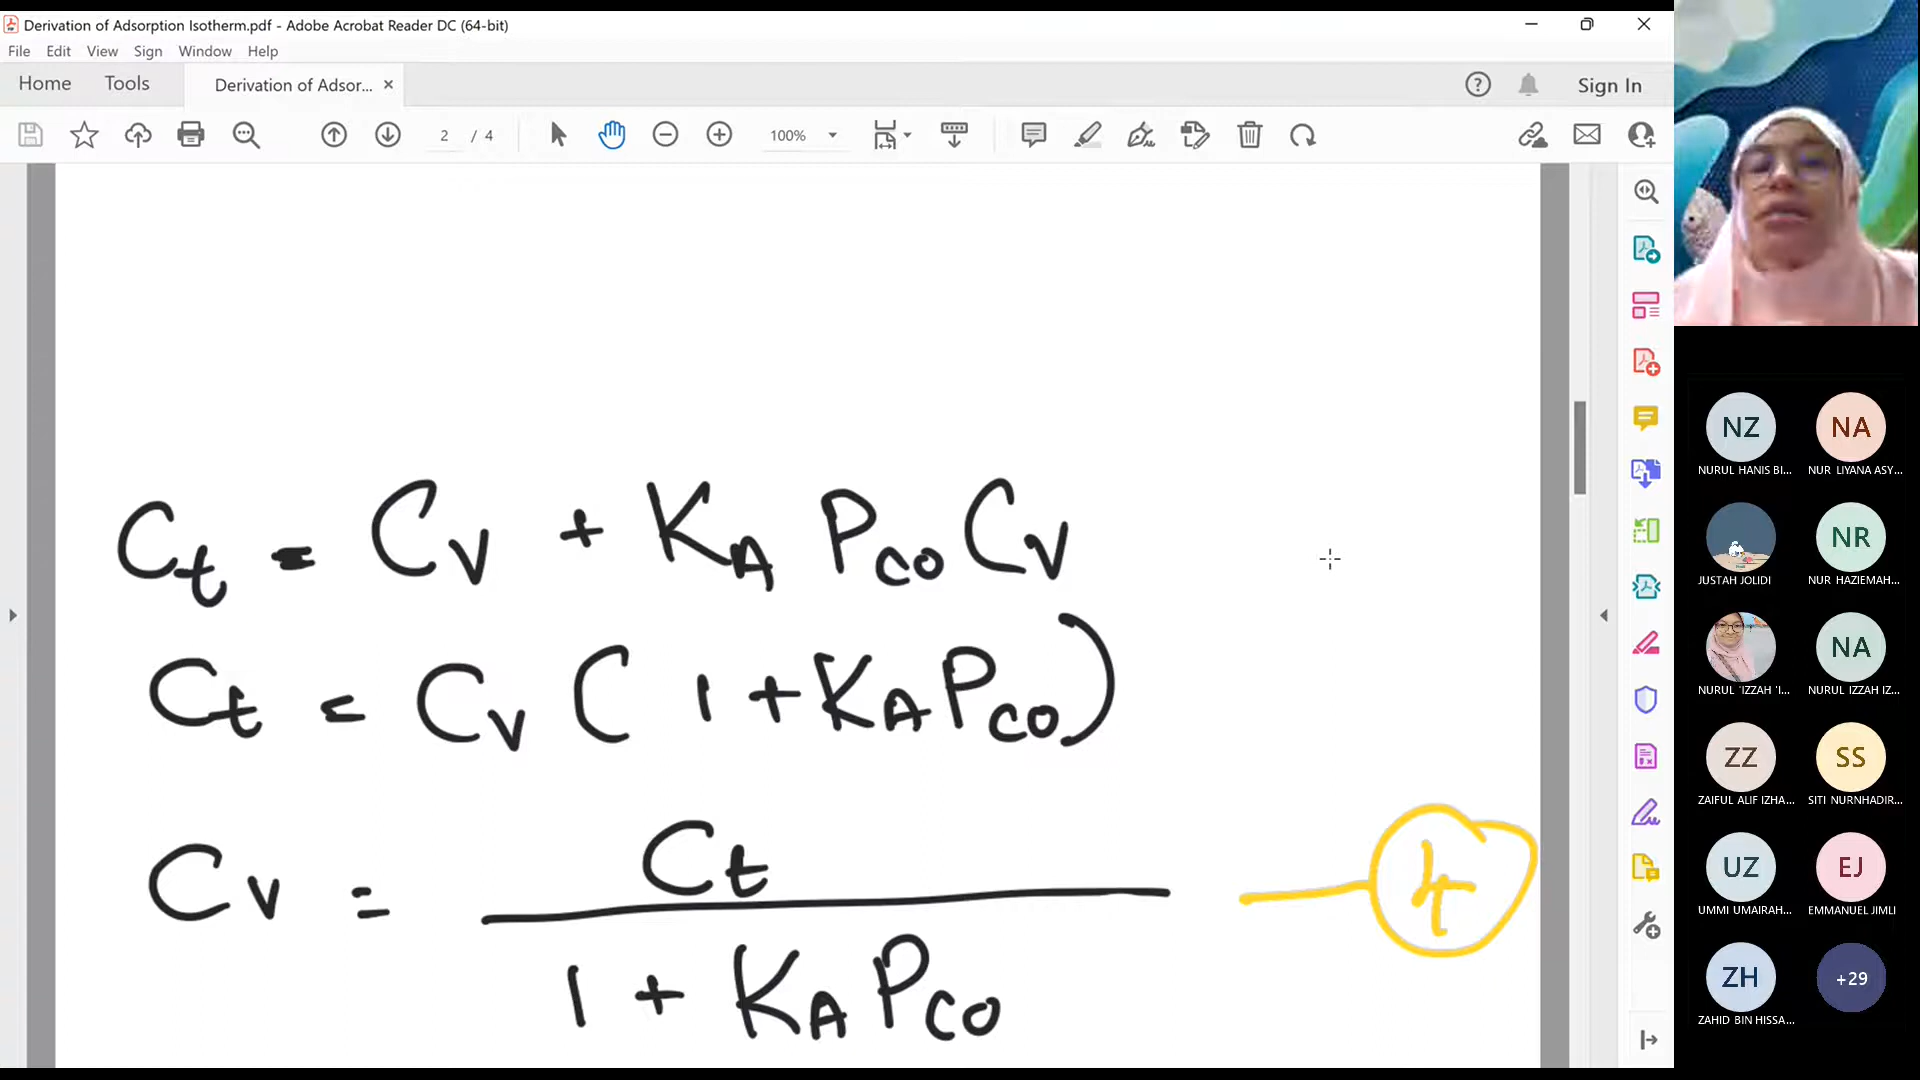 Derivation of Adsorption Isotherm.pdf - Adobe Acrobat Reader DC (64-bit)
File Edit View Sign Window Help
Home Tools Derivation of Adsor... × Sign In
2 / 4 100%
Ct = Cv + KA PCO Cv
Ct = Cv ( 1 + KA PCO )
Cv = Ct
1 + KA PCO
4
NZ NA
NURUL HANIS BI... NUR LIYANA ASY...
NR
JUSTAH JOLIDI NUR HAZIEMAH...
NA
NURUL 'IZZAH 'I... NURUL IZZAH IZ...
ZZ SS
ZAIFUL ALIF IZHA... SITI NURNHADIR...
UZ EJ
UMMI UMAIRAH... EMMANUEL JIMLI
ZH +29
ZAHID BIN HISSA...